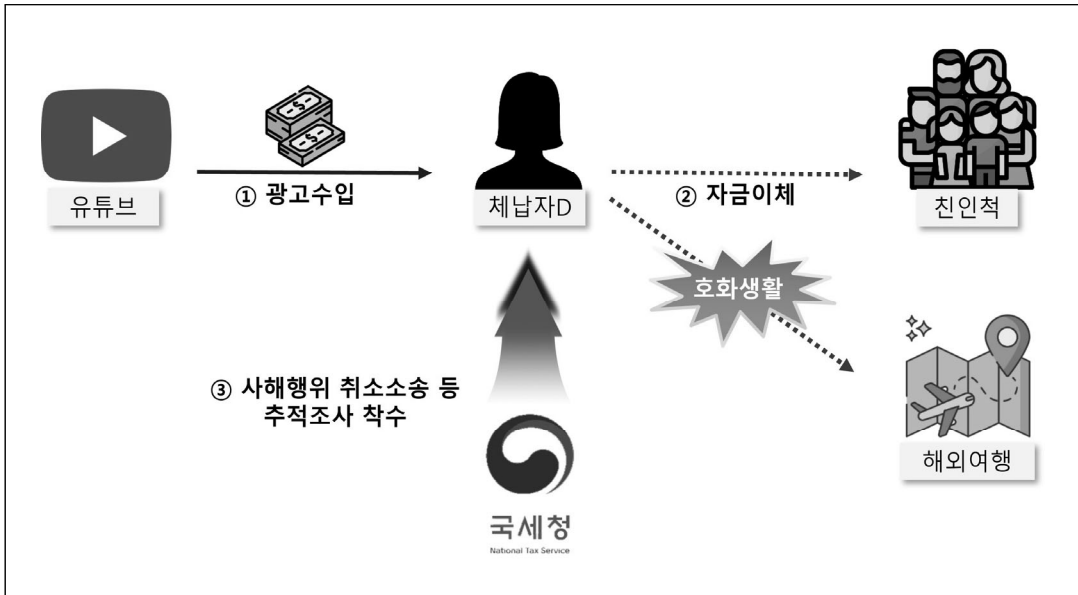 ① 광고수입
② 자금이체
유튜브
체납자D
친인척
호화생활
③ 사해행위 취소소송 등
추적조사 착수
해외여행
국세청
National Tax Service